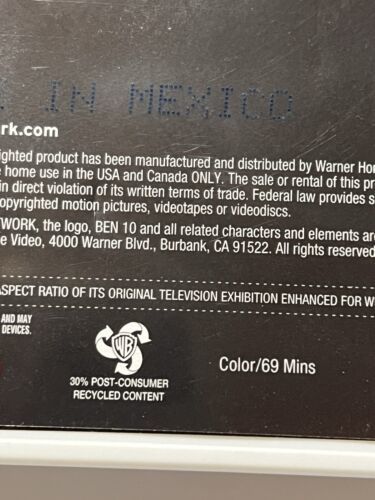 IN MEXICO
rk.com
ighted product has been manufactured and distributed by Warner Hom
home use in the USA and Canada ONLY. The sale or rental of this pr
in direct violation of its written terms of trade. Federal law provides s
opyrighted motion pictures, videotapes or videodiscs.
TWORK, the logo, BEN 10 and all related characters and elements are
e Video, 4000 Warner Blvd., Burbank, CA 91522. All rights reserved
ASPECT RATIO OF ITS ORIGINAL TELEVISION EXHIBITION ENHANCED FOR W
AND MAY
DEVICES.
WB
30% POST-CONSUMER
RECYCLED CONTENT
Color/69 Mins